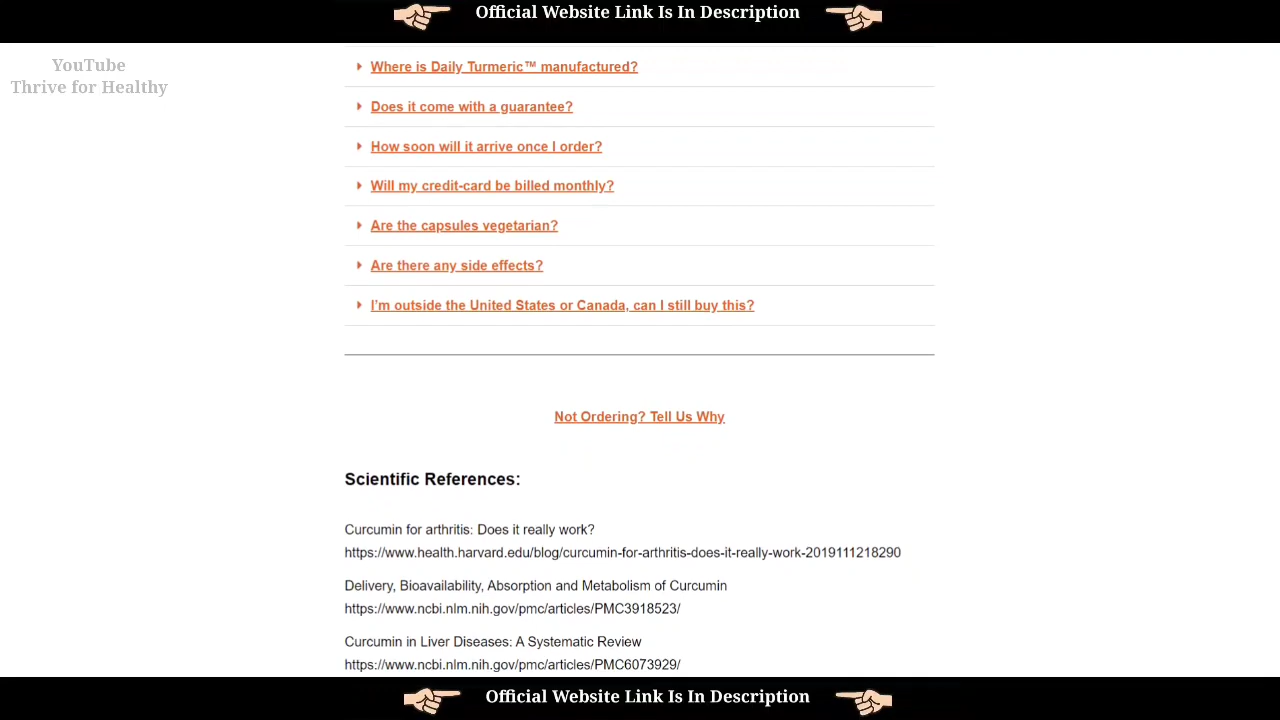 Official Website Link Is In Description
YouTube
Thrive for Healthy
Where is Daily Turmeric™ manufactured?
Does it come with a guarantee?
How soon will it arrive once I order?
Will my credit-card be billed monthly?
Are the capsules vegetarian?
Are there any side effects?
I'm outside the United States or Canada, can I still buy this?
Not Ordering? Tell Us Why
Scientific References:
Curcumin for arthritis: Does it really work?
https://www.health.harvard.edu/blog/curcumin-for-arthritis-does-it-really-work-2019111218290
Delivery, Bioavailability, Absorption and Metabolism of Curcumin
https://www.ncbi.nlm.nih.gov/pmc/articles/PMC3918523/
Curcumin in Liver Diseases: A Systematic Review
https://www.ncbi.nlm.nih.gov/pmc/articles/PMC6073929/
Official Website Link Is In Description